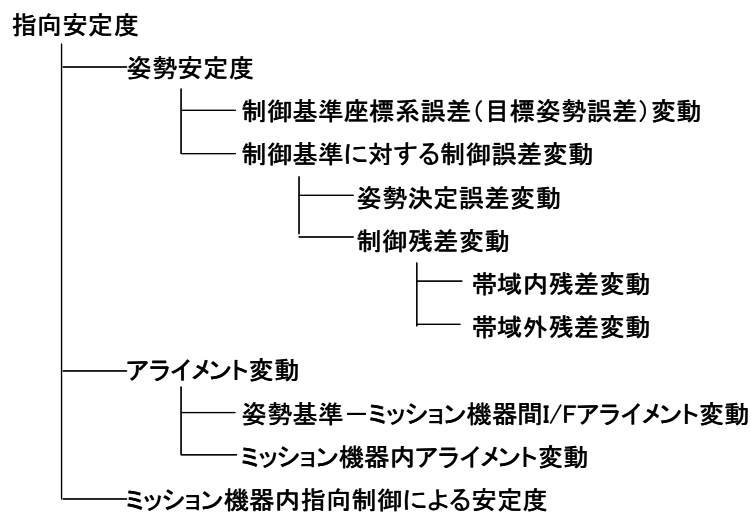 指向安定度
姿勢安定度
制御基準座標系誤差(目標姿勢誤差)変動
制御基準に対する制御誤差変動
姿勢決定誤差変動
制御残差変動
帯域内残差変動
帯域外残差変動
アライメント変動
姿勢基準－ミッション機器間I/Fアライメント変動
ミッション機器内アライメント変動
ミッション機器内指向制御による安定度